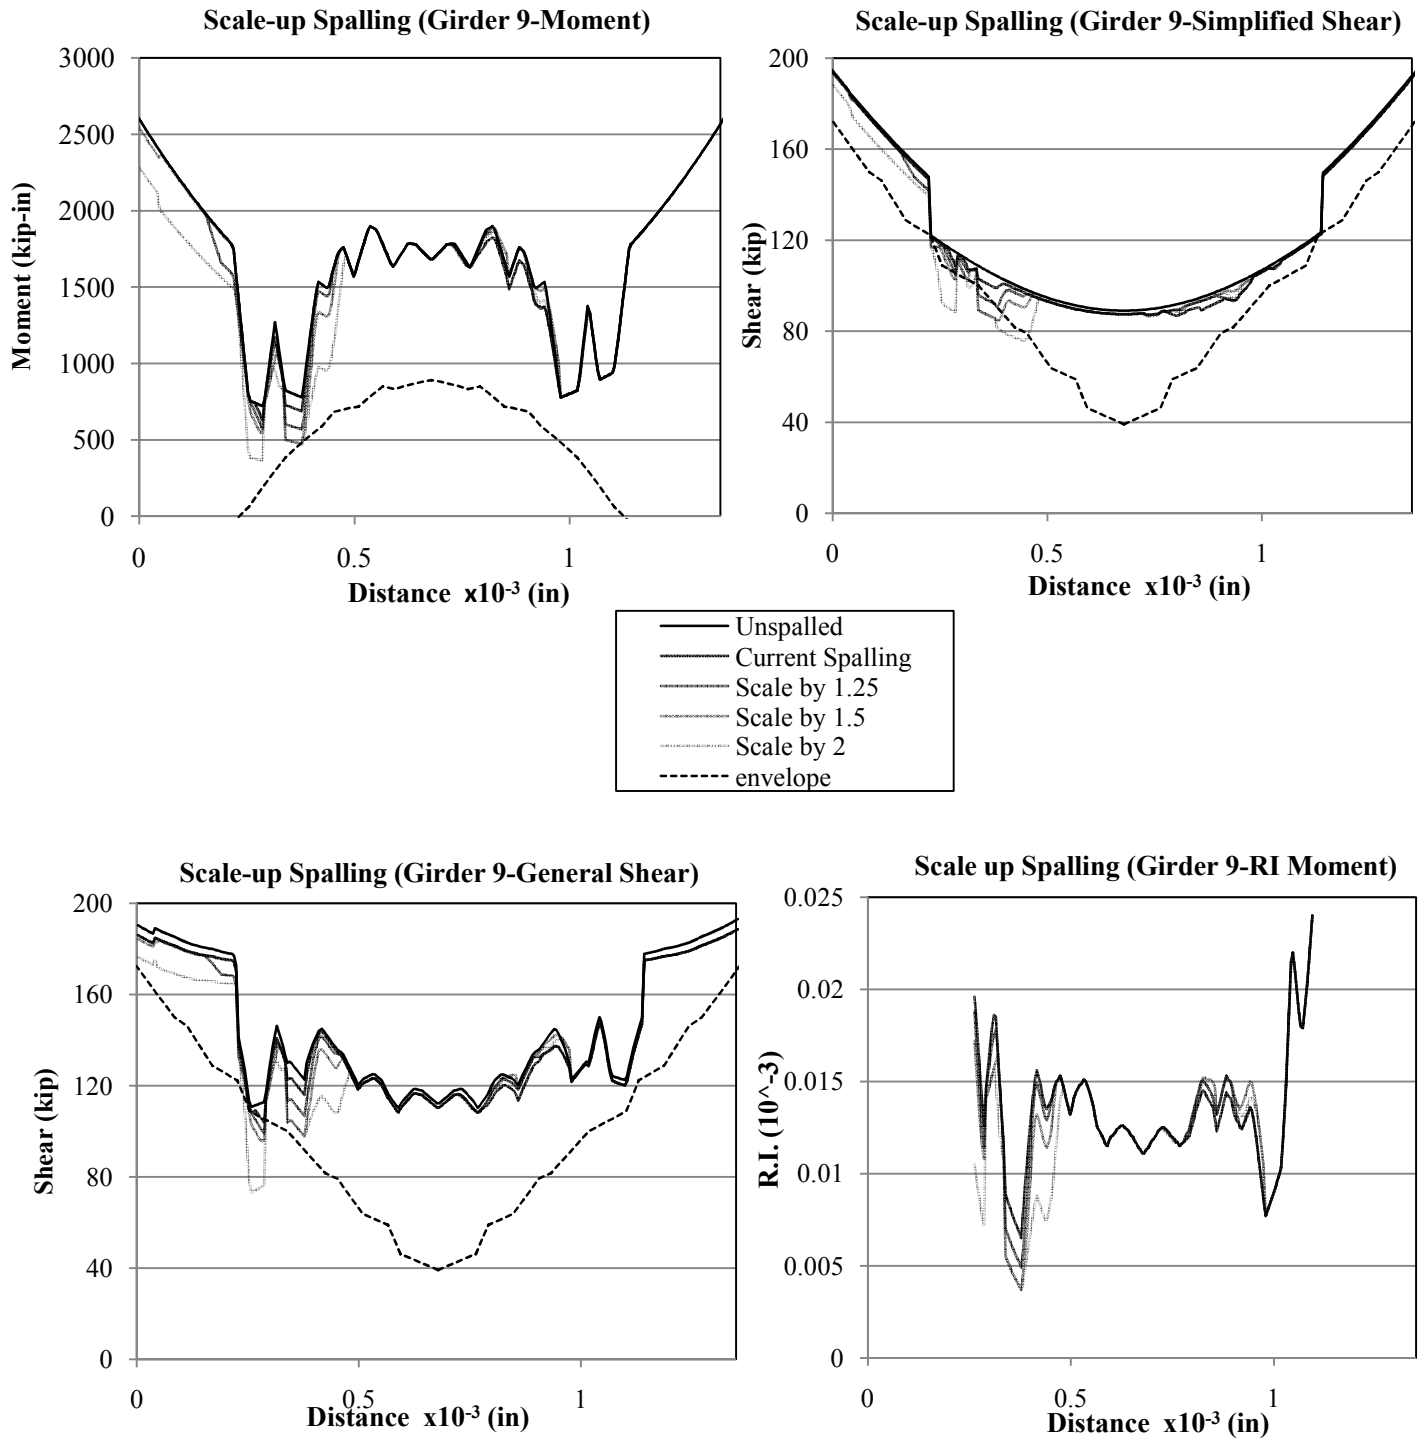 Scale-up Spalling (Girder 9-Moment)
3000
2500
2000
1500
1000
500
0
Moment (kip-in)
0 0.5 1
Distance x10-3 (in)
Scale-up Spalling (Girder 9-Simplified Shear)
200
160
120
80
40
0
Shear (kip)
0 0.5 1
Distance x10-3 (in)
Unspalled
Current Spalling
Scale by 1.25
Scale by 1.5
Scale by 2
envelope
Scale-up Spalling (Girder 9-General Shear)
200
160
120
80
40
0
Shear (kip)
0 0.5 1
Distance x10-3 (in)
Scale up Spalling (Girder 9-RI Moment)
0.025
0.02
0.015
0.01
0.005
0
R.I. (10^-3)
0 0.5 1
Distance x10-3 (in)